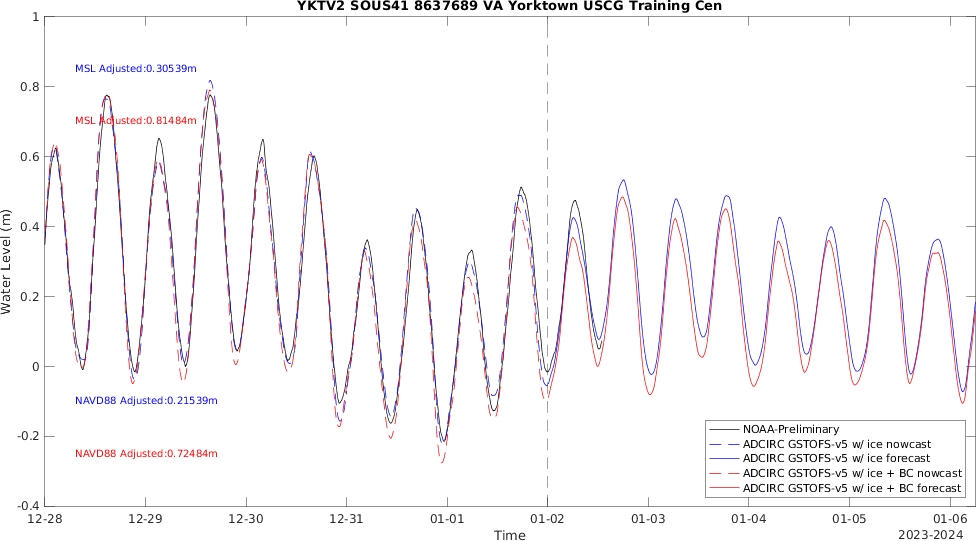 YKTV2 SOUS41 8637689 VA Yorktown USCG Training Cen
1
0.8
0.6
0.4
0.2
0
-0.2
-0.4
Water Level (m)
MSL Adjusted:0.30539m
MSL Adjusted:0.81484m
NAVD88 Adjusted:0.21539m
NAVD88 Adjusted:0.72484m
NOAA-Preliminary
ADCIRC GSTOFS-v5 w/ ice nowcast
ADCIRC GSTOFS-v5 w/ ice forecast
ADCIRC GSTOFS-v5 w/ ice + BC nowcast
ADCIRC GSTOFS-v5 w/ ice + BC forecast
12-28 12-29 12-30 12-31 01-01 01-02 01-03 01-04 01-05 01-06
Time
2023-2024